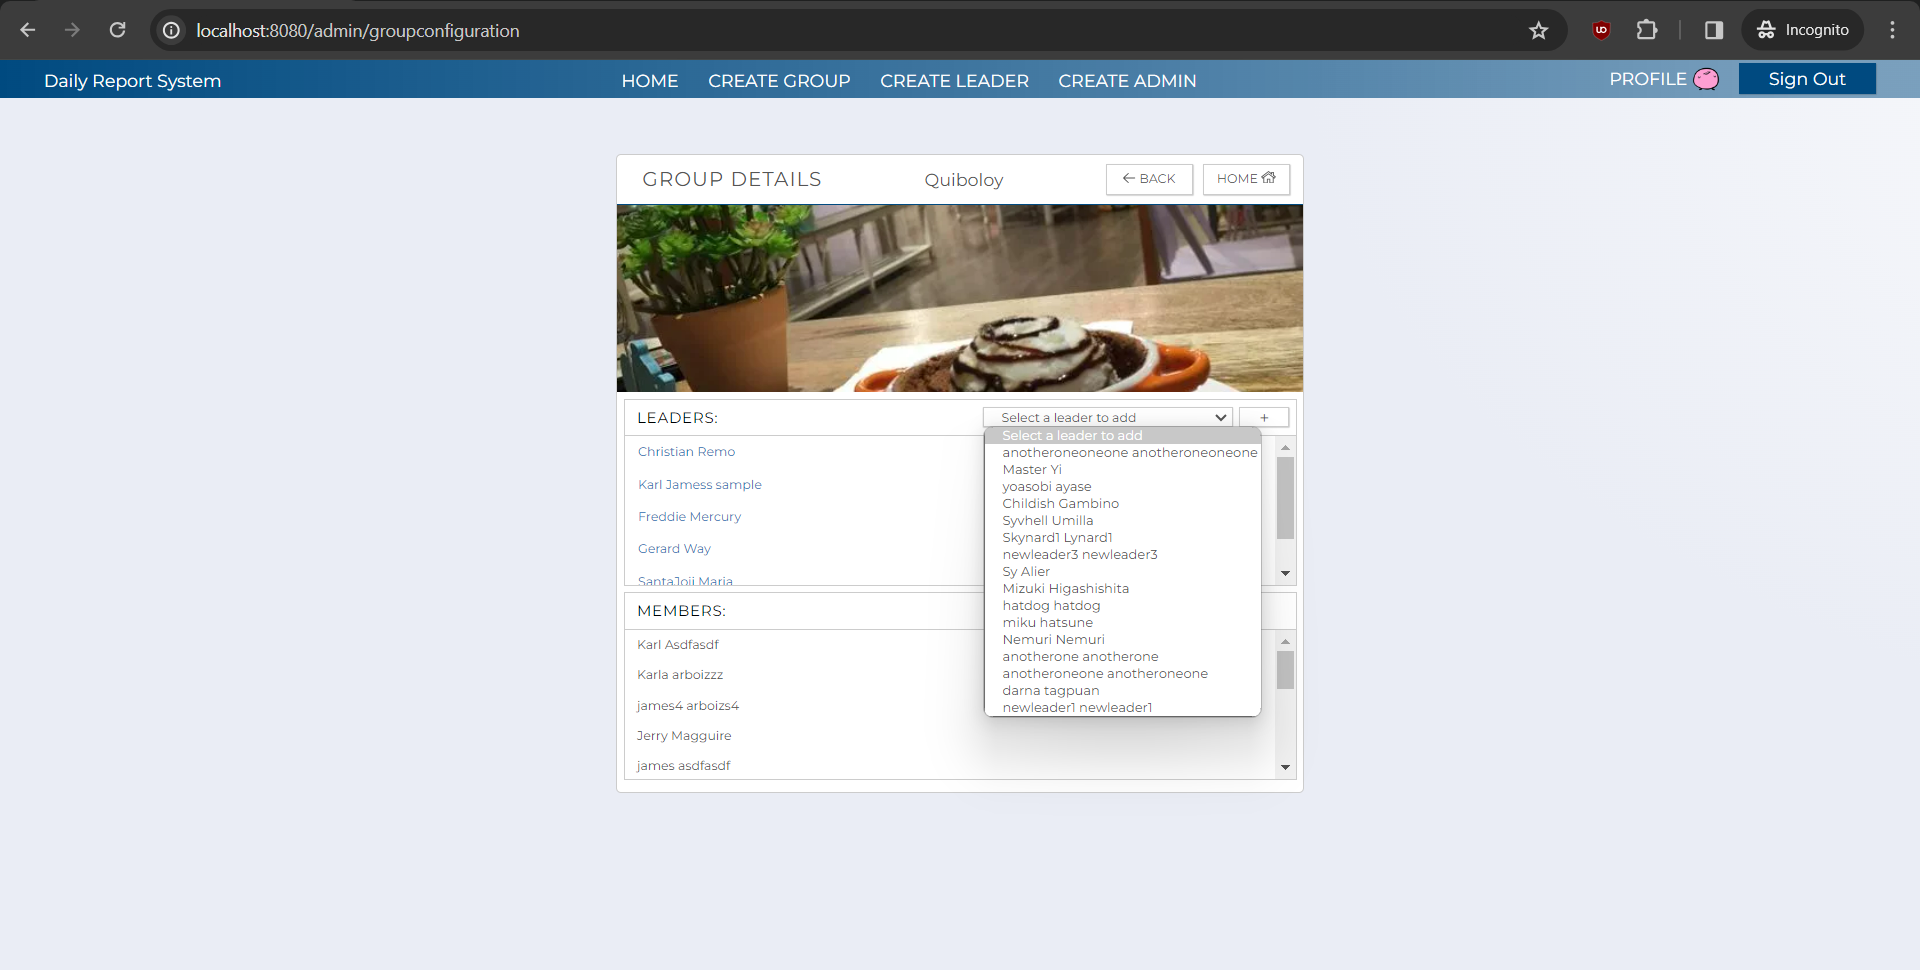 localhost:8080/admin/groupconfiguration
Incognito
Daily Report System
HOME
CREATE GROUP
CREATE LEADER
CREATE ADMIN
PROFILE
Sign Out
GROUP DETAILS
Quiboloy
BACK
HOME
LEADERS:
Select a leader to add
+
Select a leader to add
anotheroneoneone anotheroneoneone
Master Yi
yoasobi ayase
Childish Gambino
Syvhell Umilla
Skynard1 Lynard1
newleader3 newleader3
Sy Alier
Mizuki Higashishita
hatdog hatdog
miku hatsune
Nemuri Nemuri
anotherone anotherone
anotheroneone anotheroneone
darna tagpuan
newleader1 newleader1
Christian Remo
Karl Jamess sample
Freddie Mercury
Gerard Way
SantaJoji Maria
MEMBERS:
Karl Asdfasdf
Karla arboizzz
james4 arboizs4
Jerry Magguire
james asdfasdf